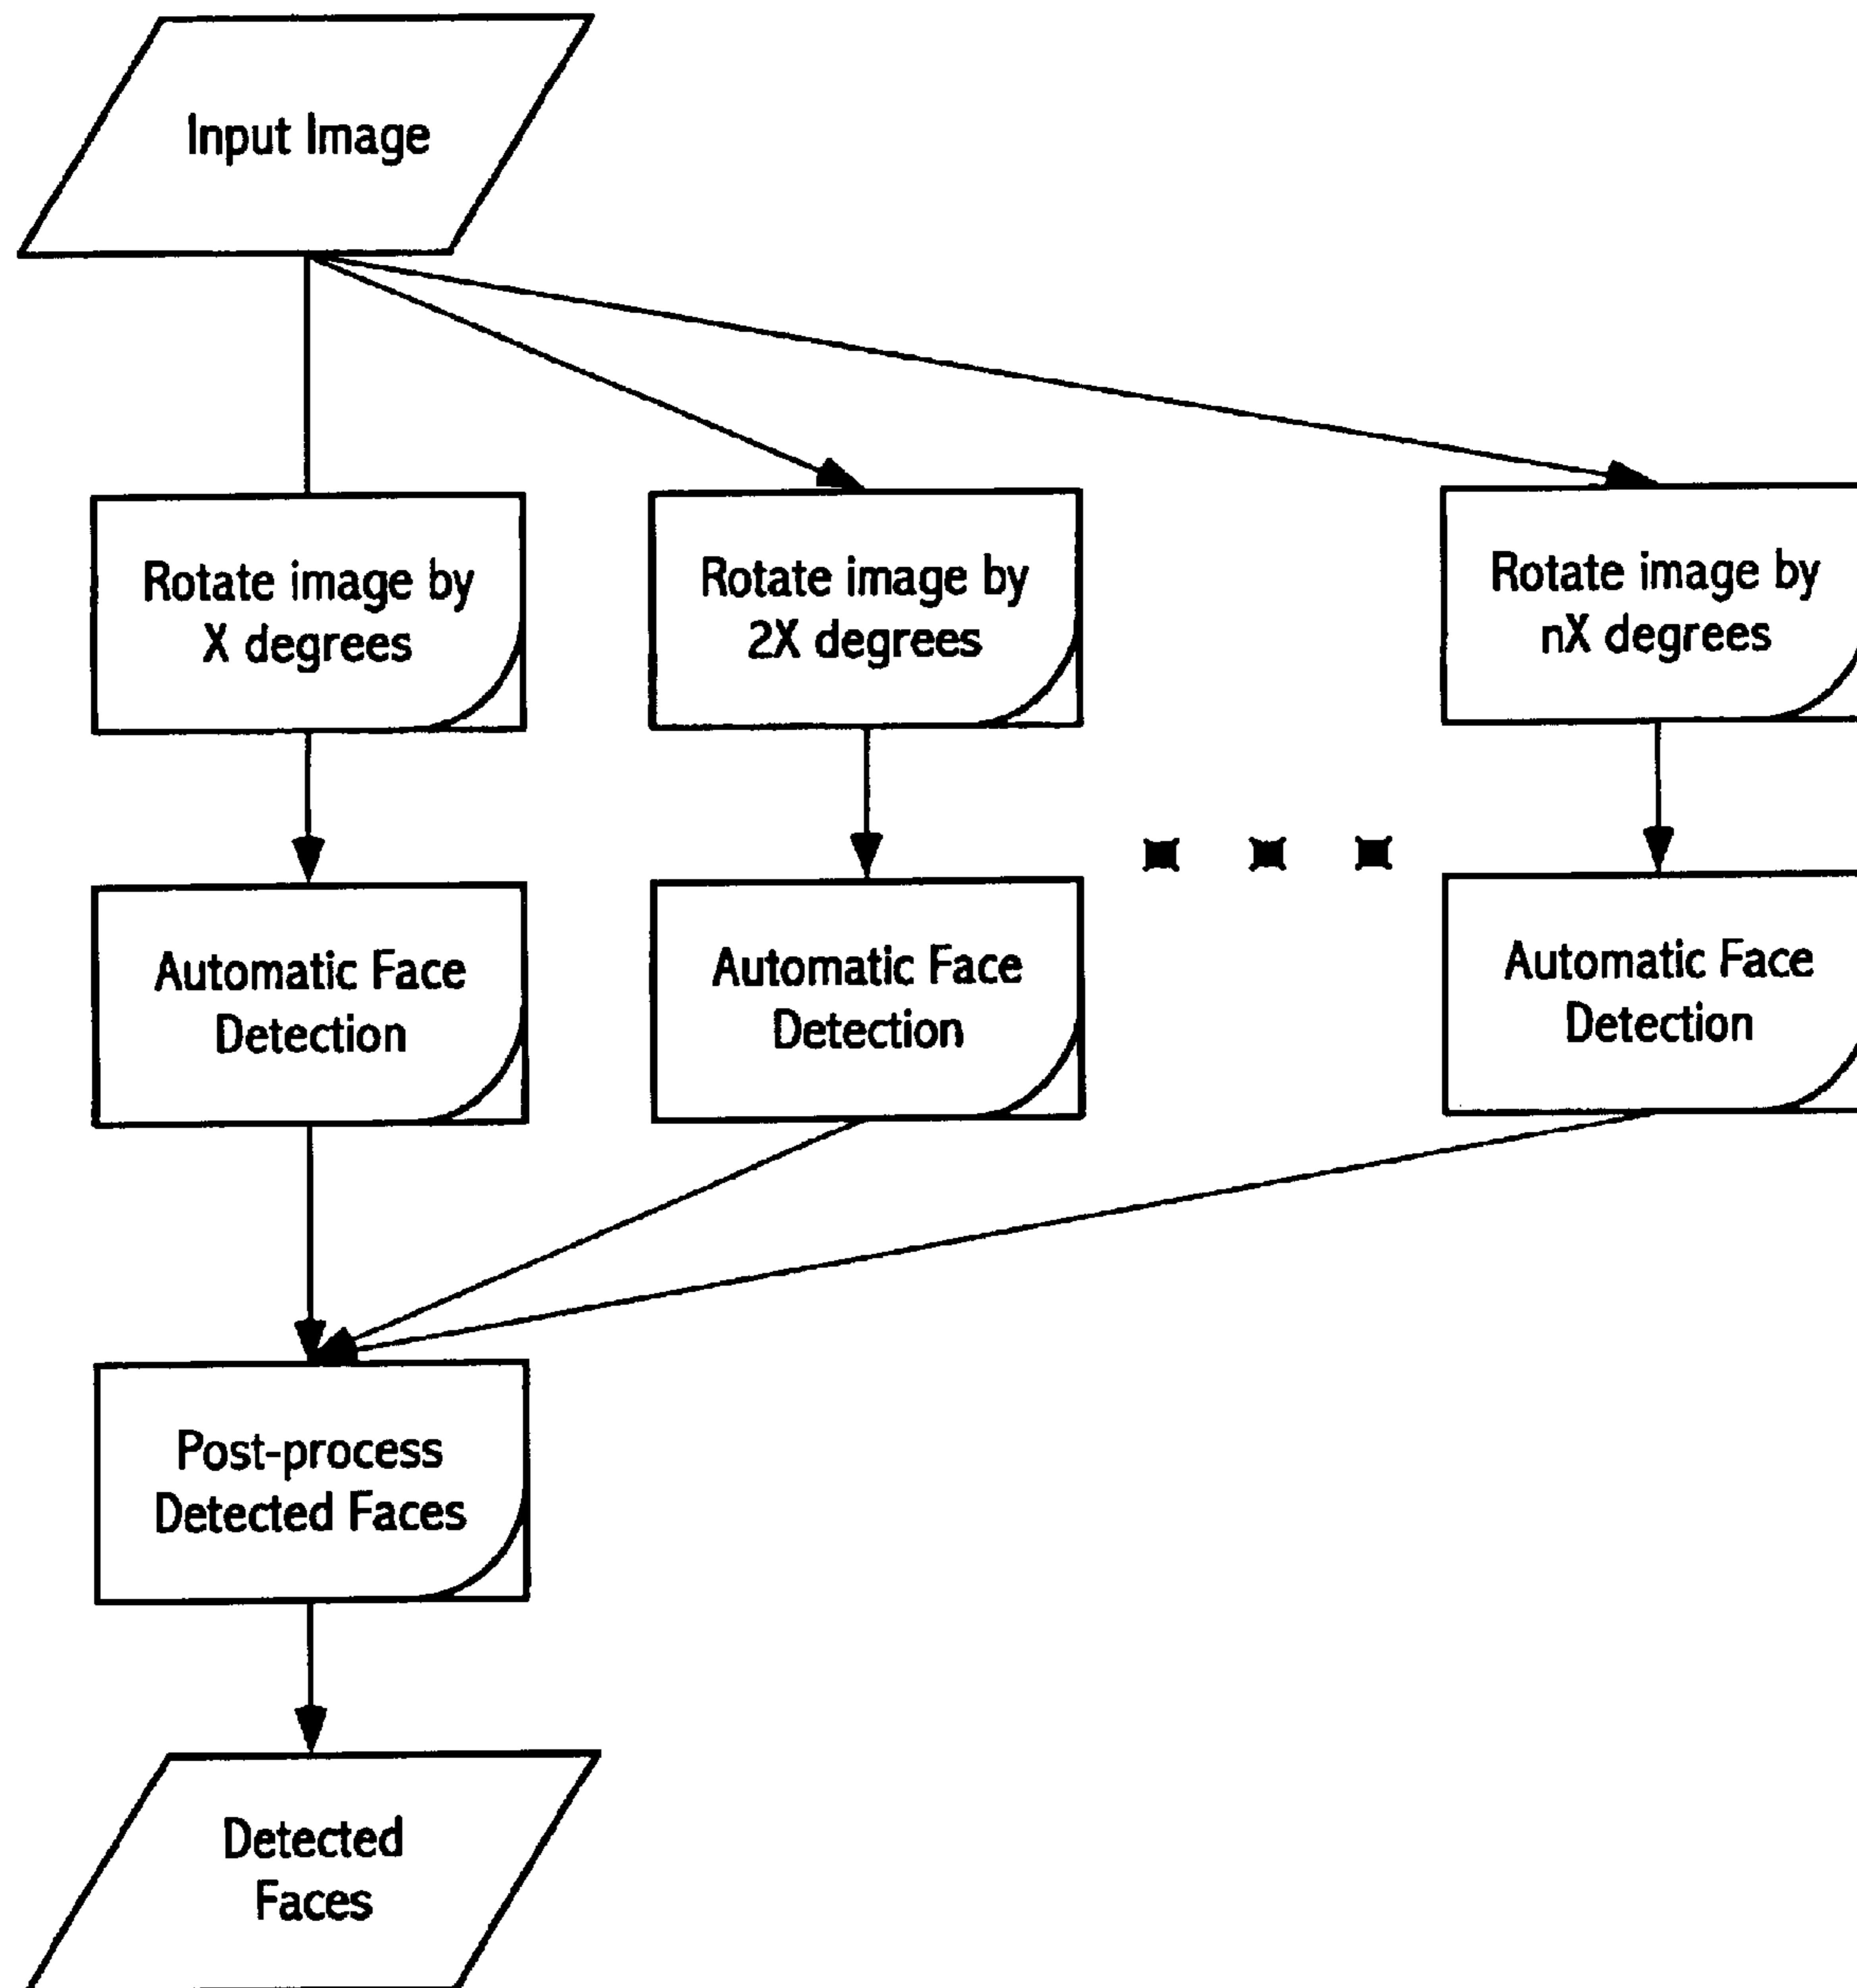 Input Image
Rotate image by
X degrees
Rotate image by
2X degrees
Rotate image by
nX degrees
Automatic Face
Detection
Automatic Face
Detection
Automatic Face
Detection
Post-process
Detected Faces
Detected
Faces